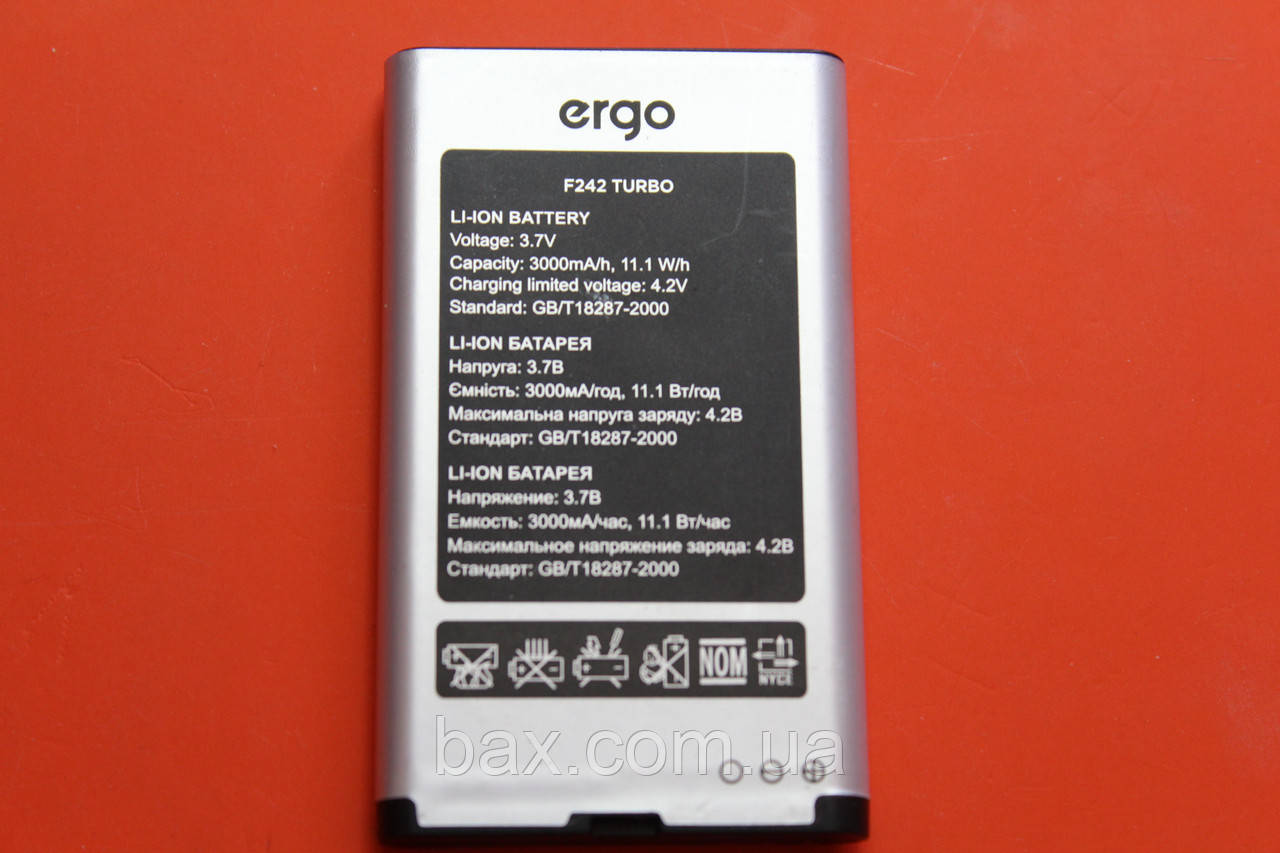 ergo
F242 TURBO
LI-ION BATTERY
Voltage: 3.7V
Capacity: 3000mA/h, 11.1 W/h
Charging limited voltage: 4.2V
Standard: GB/T18287-2000
LI-ION БАТАРЕЯ
Напруга: 3.7В
Ємність: 3000мА/год, 11.1 Вт/год
Максимальна напруга заряду: 4.2В
Стандарт: GB/T18287-2000
LI-ION БАТАРЕЯ
Напряжение: 3.7В
Емкость: 3000мА/час, 11.1 Вт/час
Максимальное напряжение заряда: 4.2В
Стандарт: GB/T18287-2000
NOM
NYCE
bax.com.ua